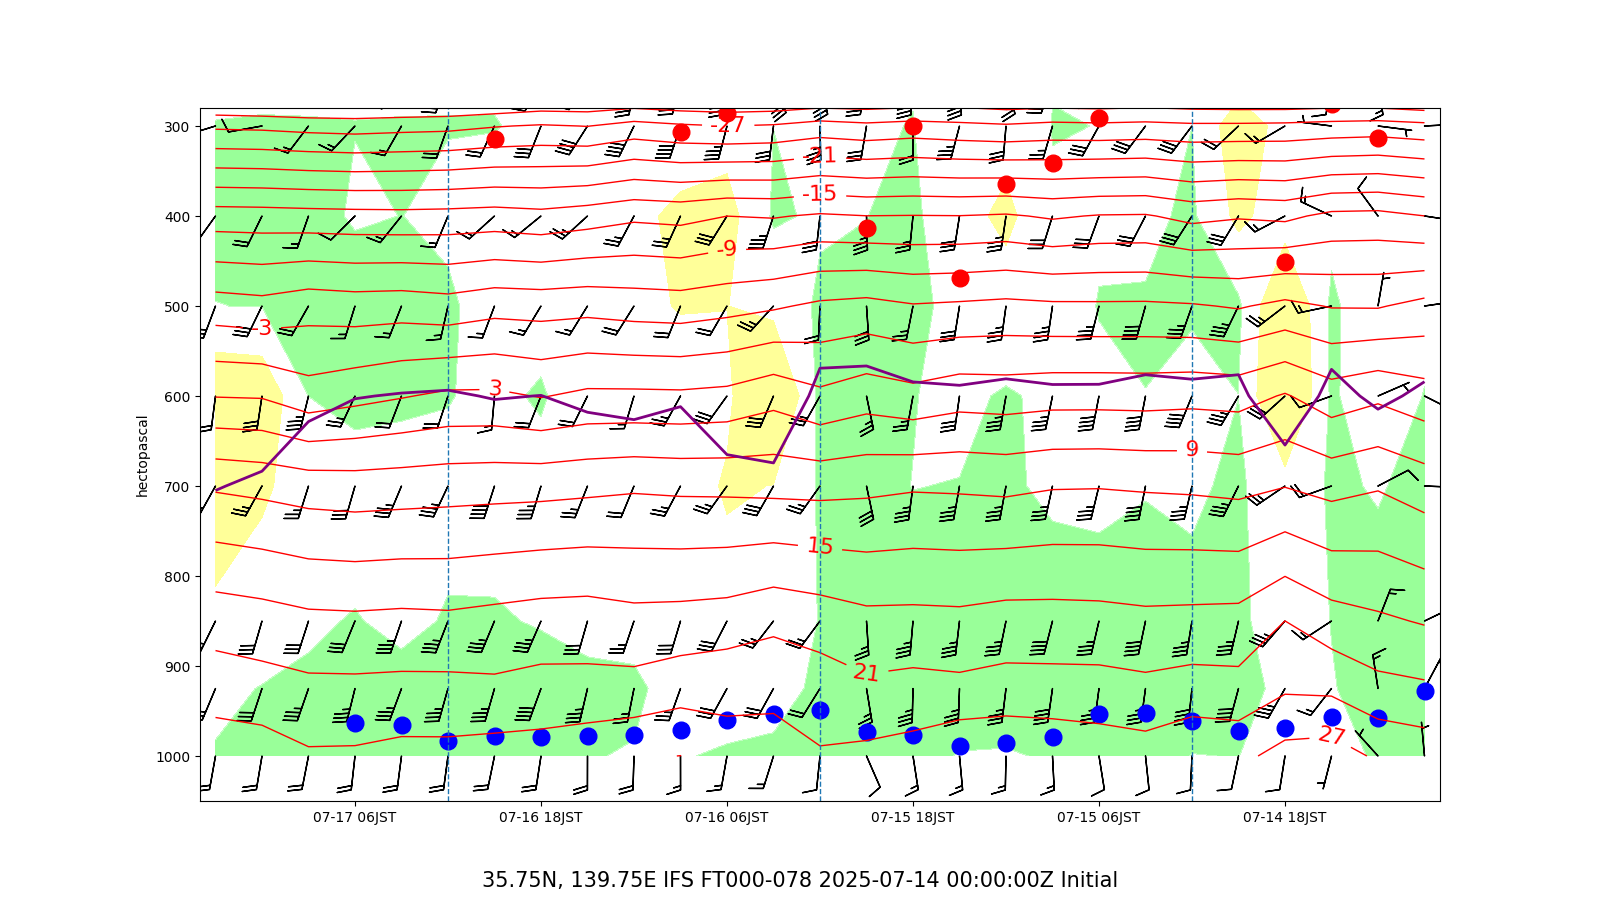 300
400
500
600
700
800
900
1000
hectopascal
-27
-21
-15
-9
-3
3
9
15
21
27
07-17 06JST
07-16 18JST
07-16 06JST
07-15 18JST
07-15 06JST
07-14 18JST
35.75N, 139.75E IFS FT000-078 2025-07-14 00:00:00Z Initial